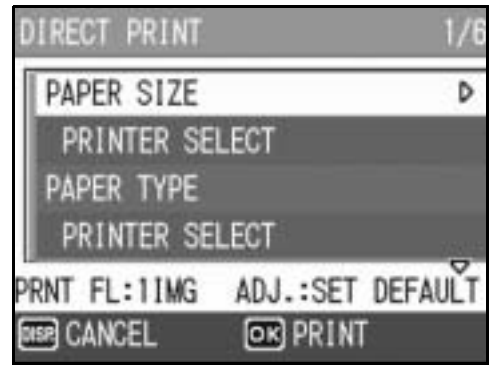 DIRECT PRINT 1/6
PAPER SIZE
PRINTER SELECT
PAPER TYPE
PRINTER SELECT
PRNT FL:1IMG ADJ.:SET DEFAULT
DISP. CANCEL OK PRINT